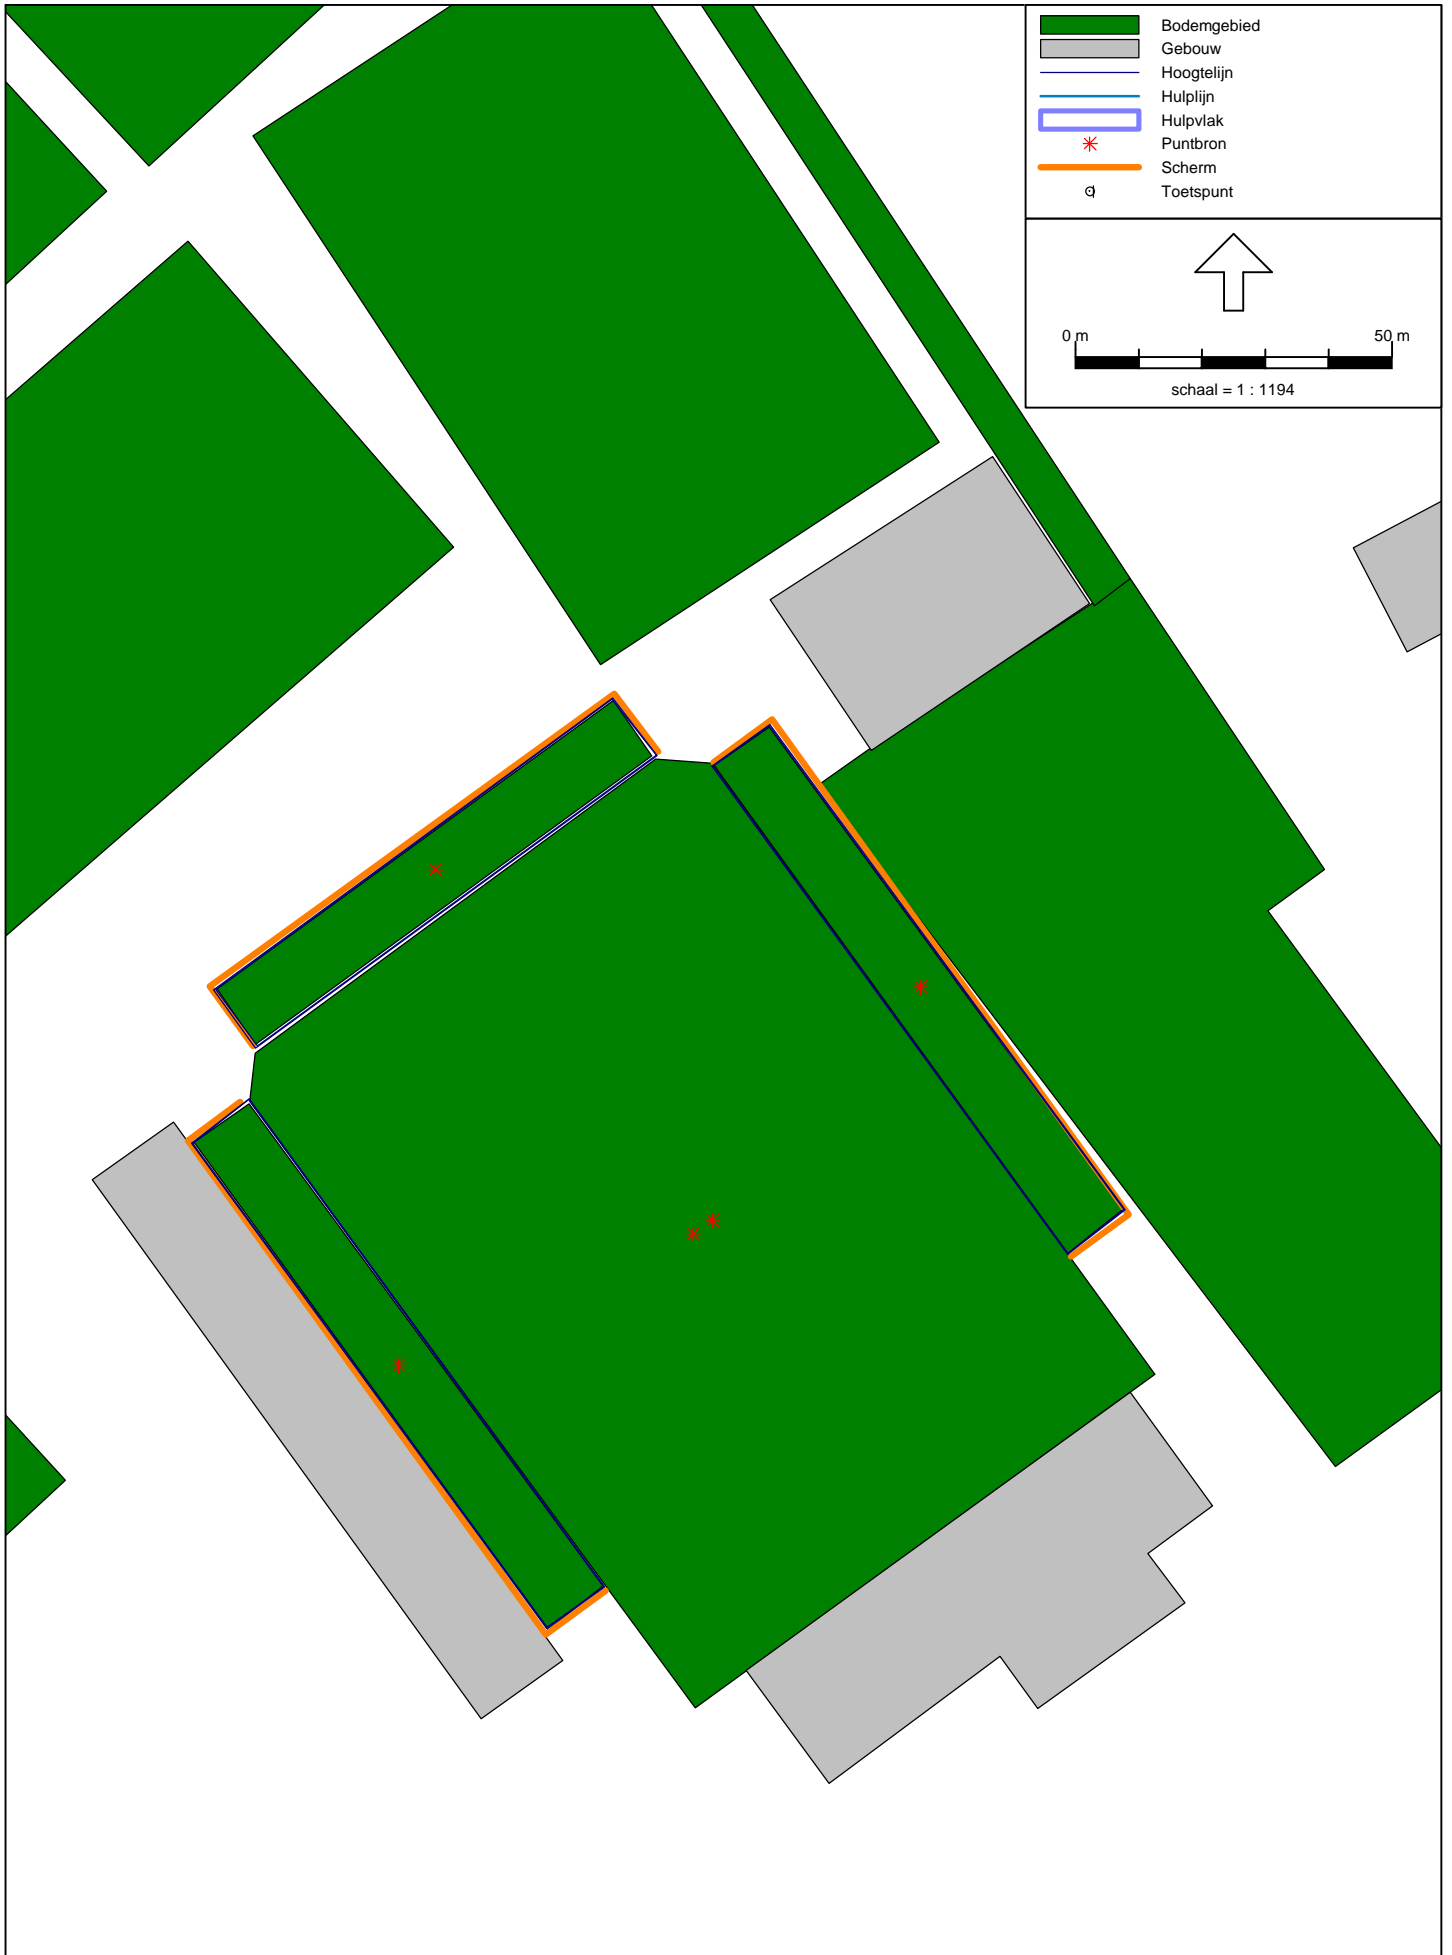 Bodemgebied
Gebouw
Hoogtelijn
Hulplijn
Hulpvlak
Puntbron
Scherm
Toetspunt
0 m 50 m
schaal = 1 : 1194